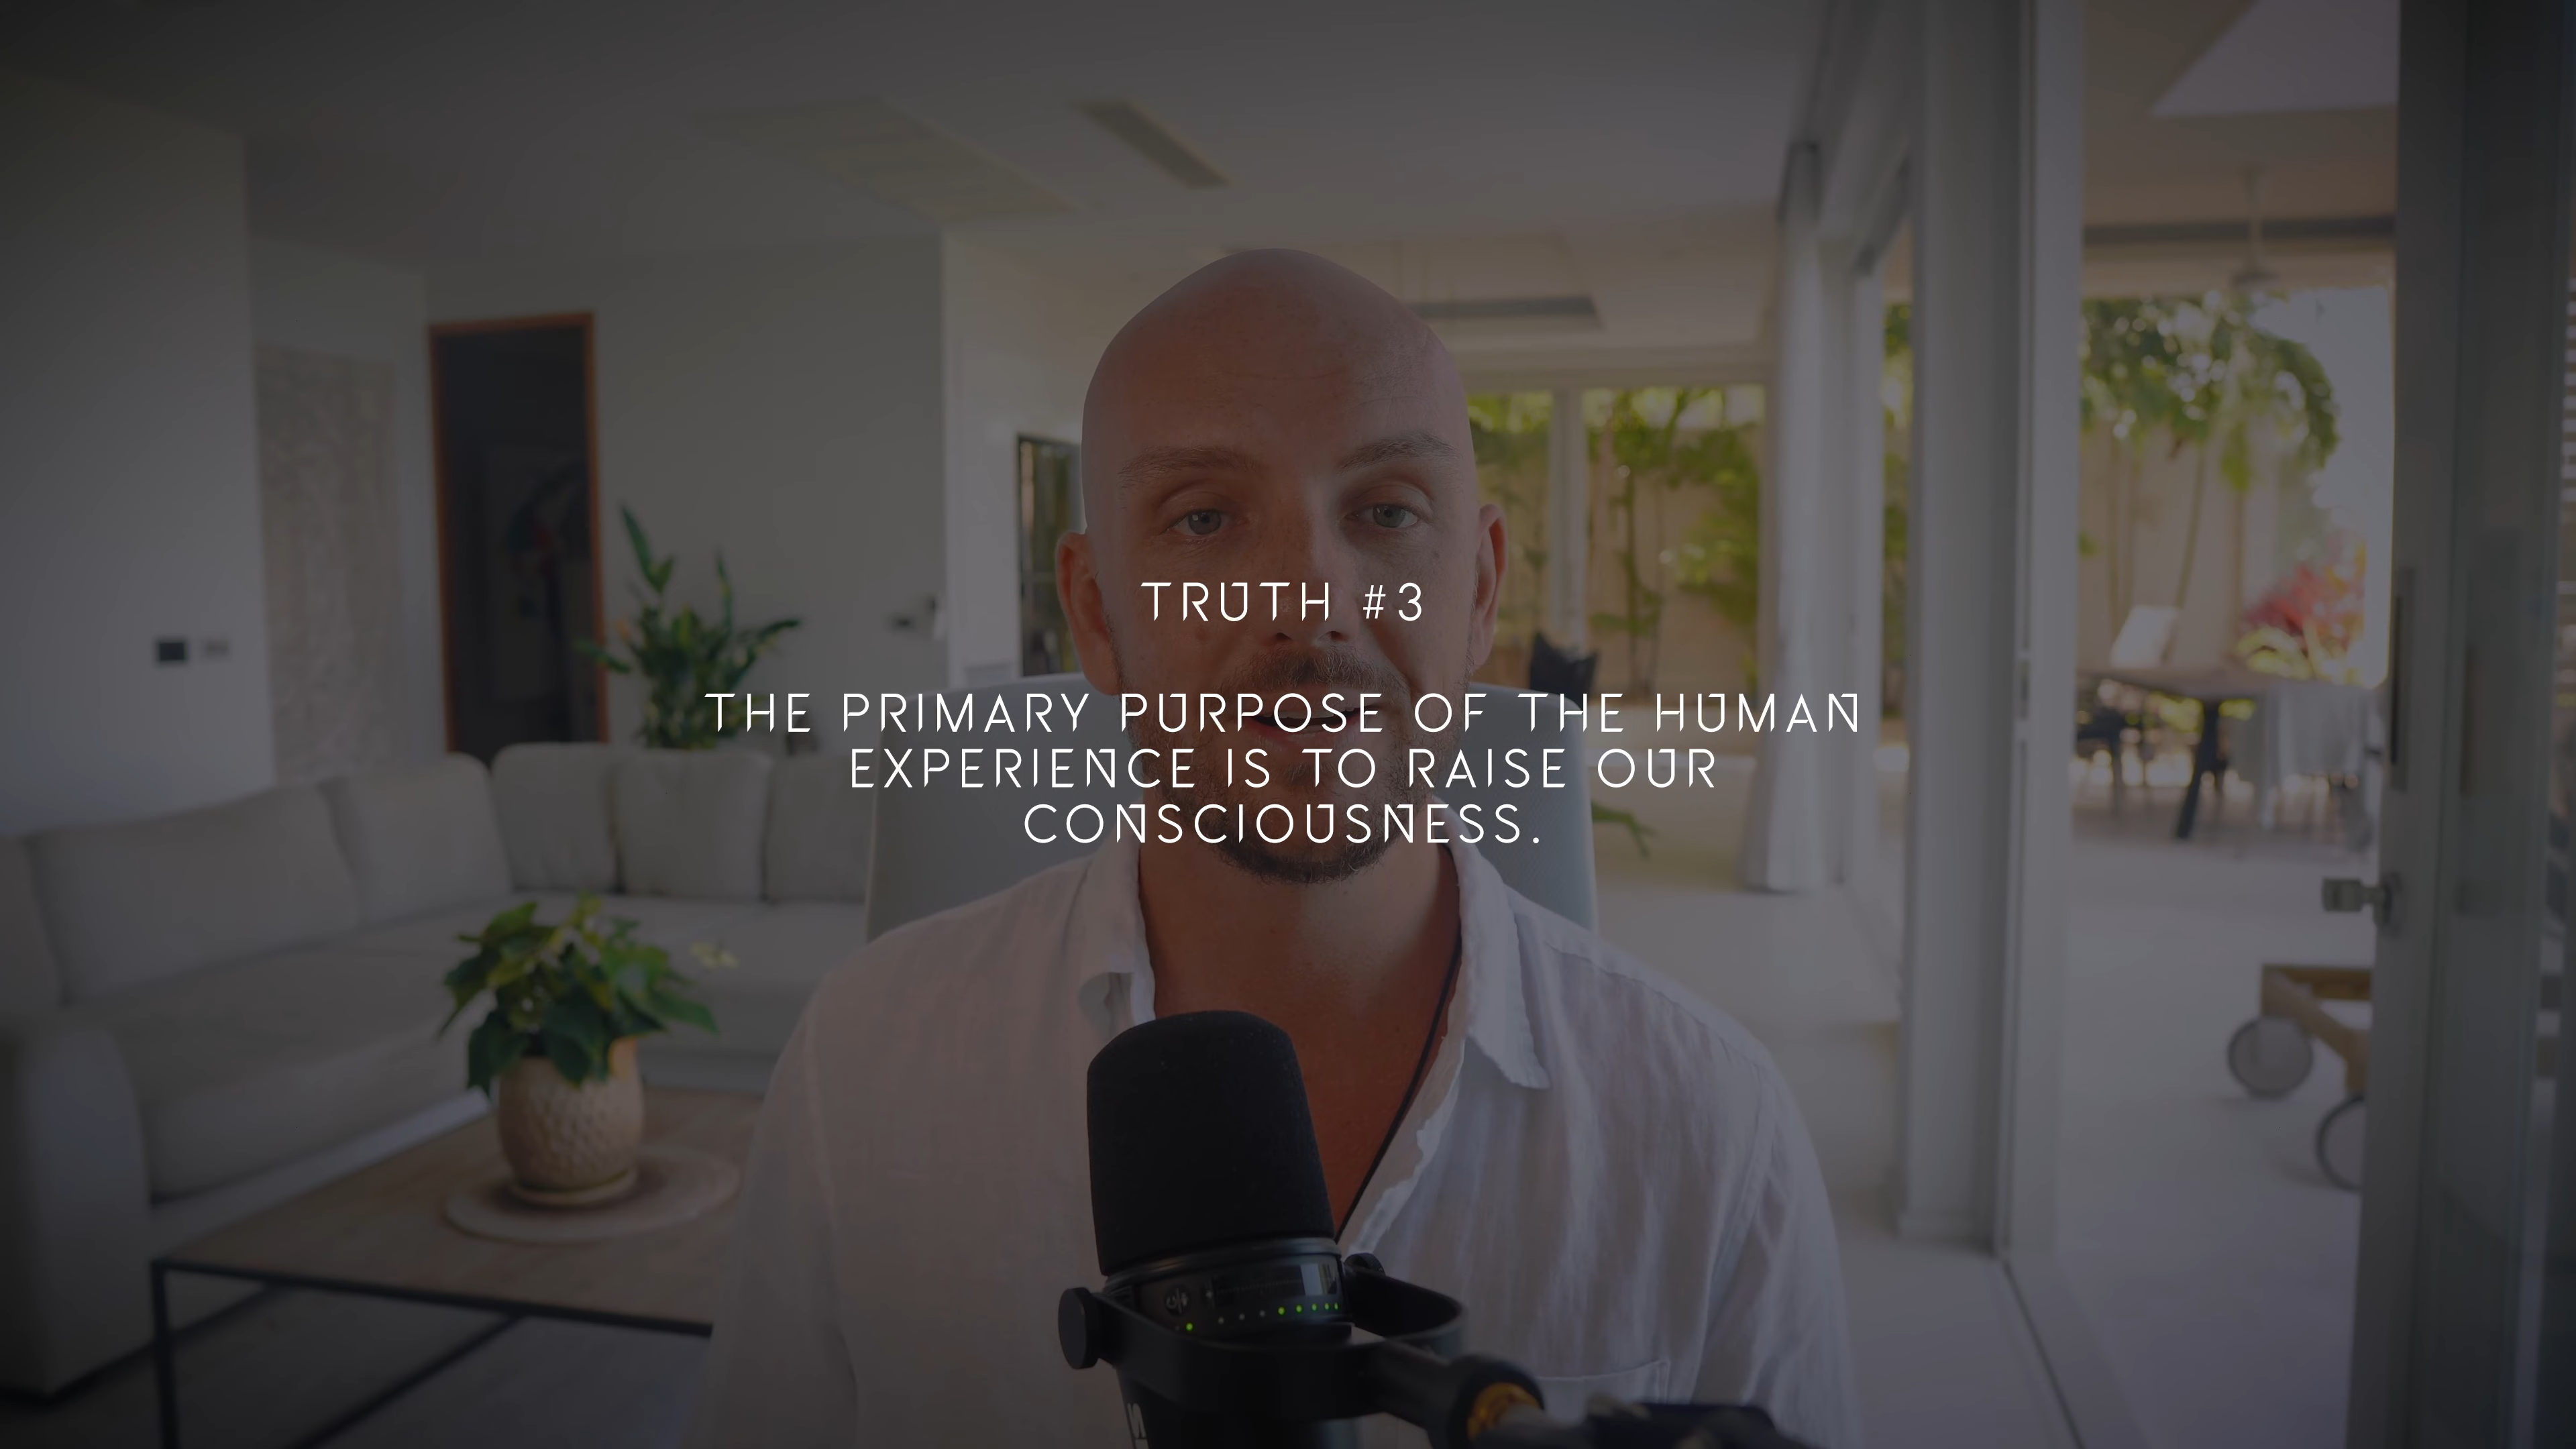 TRUTH #3
THE PRIMARY PURPOSE OF THE HUMAN
EXPERIENCE IS TO RAISE OUR
CONSCIOUSNESS.